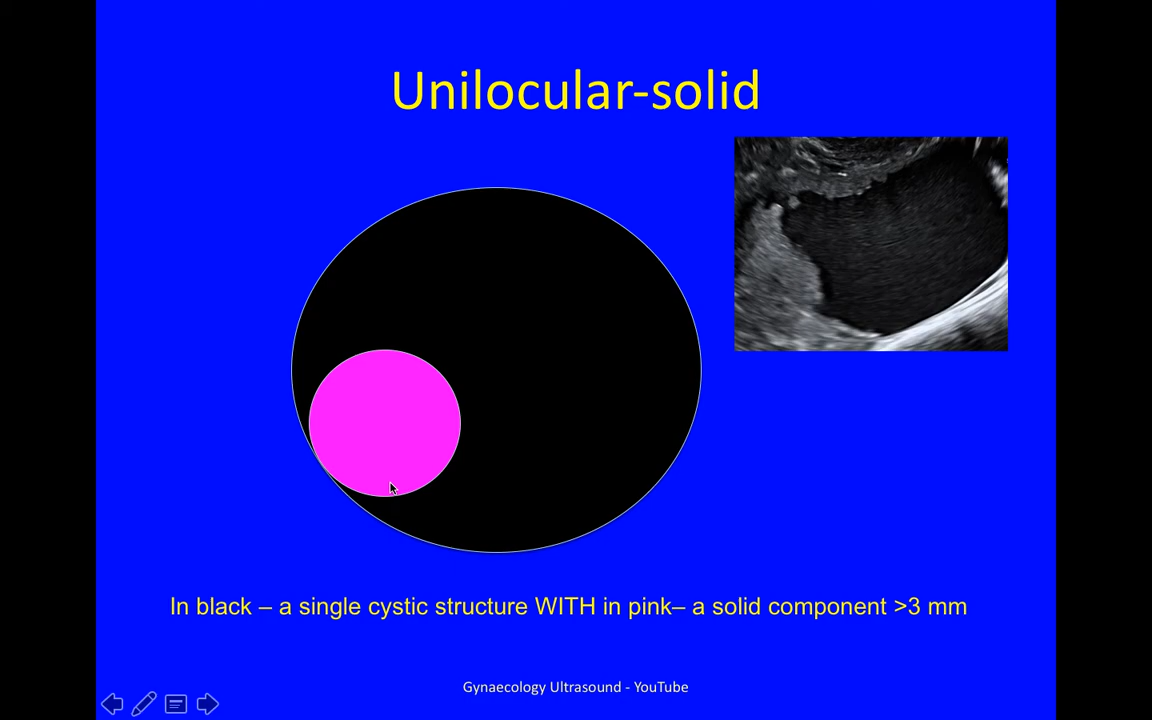 Unilocular-solid
In black – a single cystic structure WITH in pink– a solid component >3 mm
Gynaecology Ultrasound - YouTube